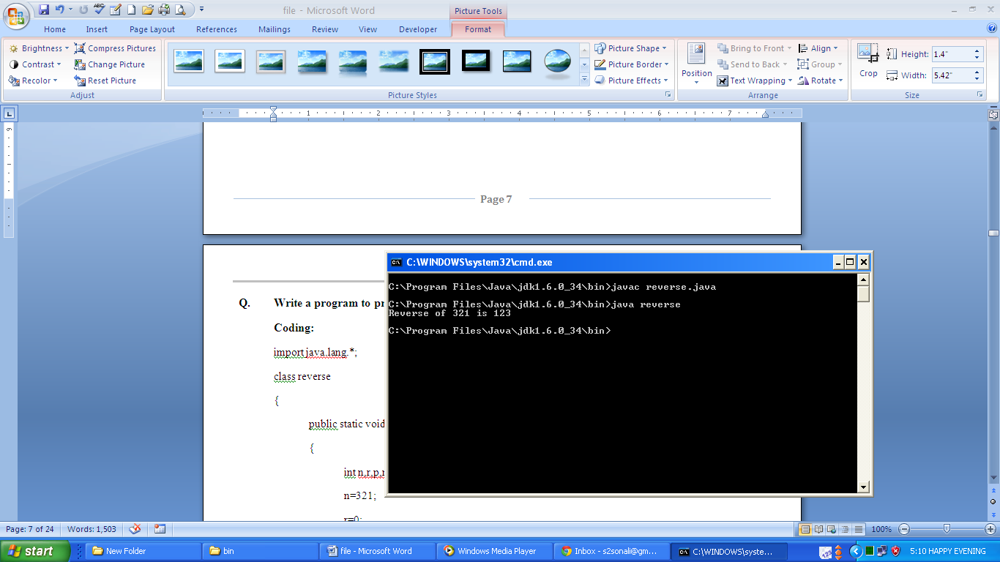 file - Microsoft Word
Picture Tools
Home Insert Page Layout References Mailings Review View Developer Format
Brightness Compress Pictures
Contrast Change Picture
Recolor Reset Picture
Adjust
Picture Styles
Picture Shape
Picture Border
Picture Effects
Position
Bring to Front
Send to Back
Text Wrapping
Align
Group
Rotate
Arrange
Crop
Height: 1.4"
Width: 5.42"
Size
1 2 3 4 5 6 7
Page 7
Q. Write a program to pr
Coding:
import java.lang.*;
class reverse
{
public static void
{
int n,r,p,r
n=321;
r=0;
C:\WINDOWS\system32\cmd.exe
C:\Program Files\Java\jdk1.6.0_34\bin>javac reverse.java
C:\Program Files\Java\jdk1.6.0_34\bin>java reverse
Reverse of 321 is 123
C:\Program Files\Java\jdk1.6.0_34\bin>
Page: 7 of 24 Words: 1,503
100%
start
New Folder
bin
file - Microsoft Word
Windows Media Player
Inbox - s2sonali@gm...
C:\WINDOWS\syste...
5:10 HAPPY EVENING